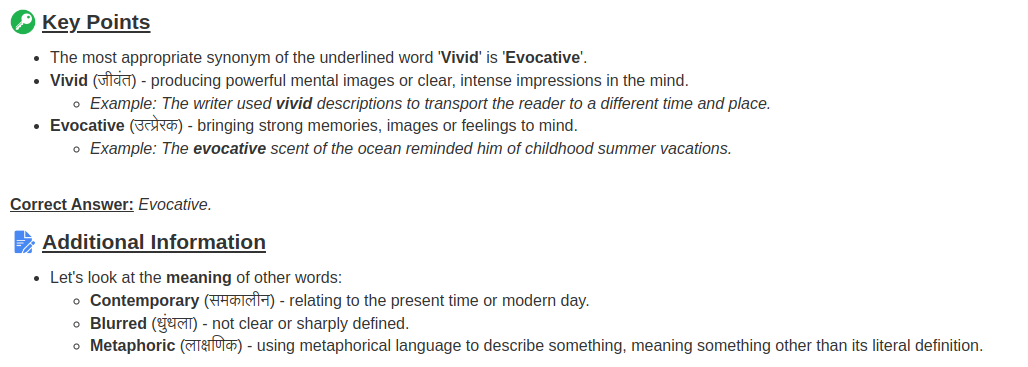 Key Points
The most appropriate synonym of the underlined word 'Vivid' is 'Evocative'.
Vivid (जीवंत) - producing powerful mental images or clear, intense impressions in the mind.
Example: The writer used vivid descriptions to transport the reader to a different time and place.
Evocative (उत्प्रेरक) - bringing strong memories, images or feelings to mind.
Example: The evocative scent of the ocean reminded him of childhood summer vacations.
Correct Answer: Evocative.
Additional Information
Let's look at the meaning of other words:
Contemporary (समकालीन) - relating to the present time or modern day.
Blurred (धुंधला) - not clear or sharply defined.
Metaphoric (लाक्षणिक) - using metaphorical language to describe something, meaning something other than its literal definition.